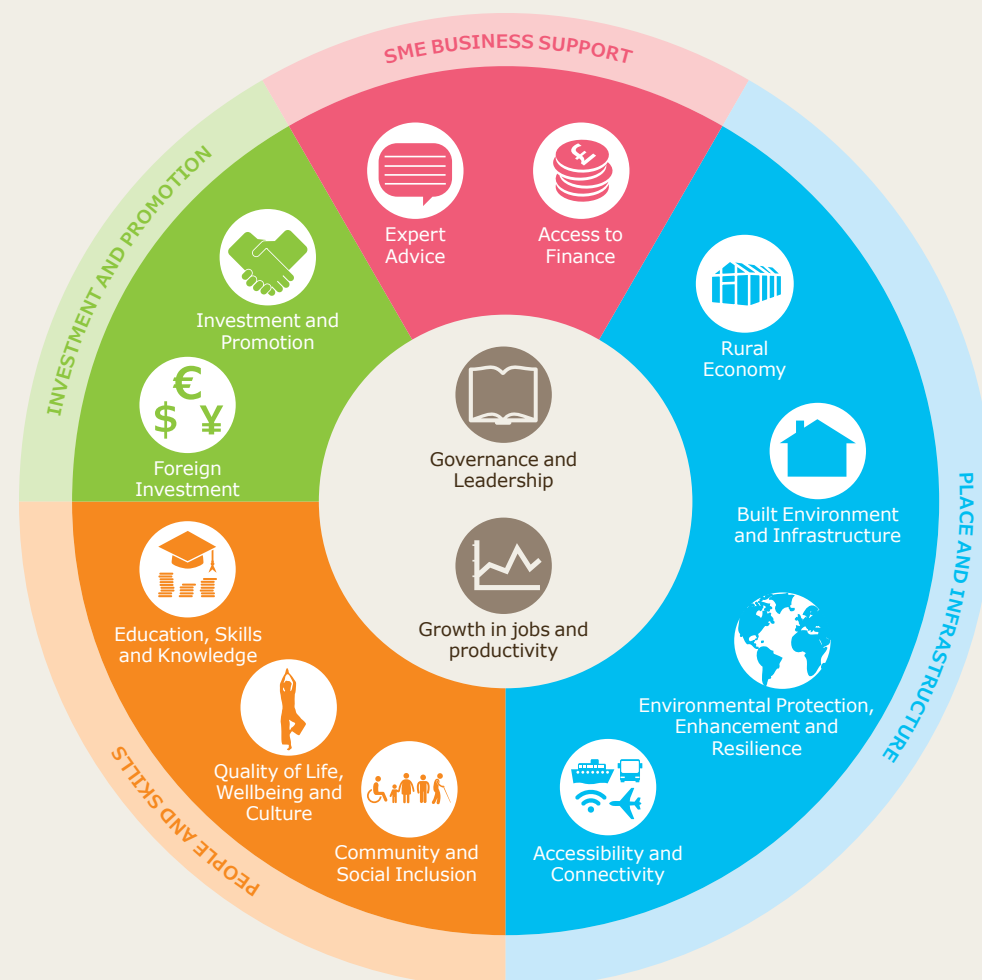 SME BUSINESS SUPPORT
Expert
Advice
Access to
Finance
£
PLACE AND INFRASTRUCTURE
Rural
Economy
Built Environment
and Infrastructure
Environmental Protection,
Enhancement and
Resilience
Accessibility and
Connectivity
PEOPLE AND SKILLS
Community and
Social Inclusion
Quality of Life,
Wellbeing and
Culture
Education, Skills
and Knowledge
INVESTMENT AND PROMOTION
€
$ ¥
Foreign
Investment
Investment and
Promotion
Governance and
Leadership
Growth in jobs and
productivity